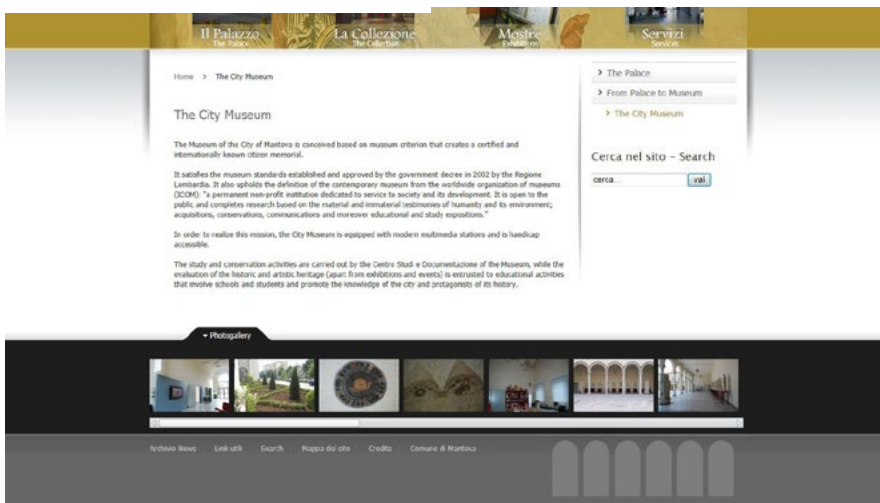 Il Palazzo
The Palace
La Collezione
The Collection
Mostre
Exhibitions
Servizi
Services
Home > The City Museum
The City Museum
The Museum of the City of Mantova is conceived based on museum criterion that creates a certified and
internationally known citizen memorial.
It satisfies the museum standards established and approved by the government decree in 2002 by the Regione
Lombardia. It also upholds the definition of the contemporary museum from the worldwide organization of museums
(ICOM): "a permanent non-profit institution dedicated to service to society and its development. It is open to the
public and completes research based on the material and immaterial testimonies of humanity and its environment;
acquisitions, conservations, communications and moreover educational and study expositions."
In order to realize this mission, the City Museum is equipped with modern multimedia stations and is handicap
accessible.
The study and conservation activities are carried out by the Centro Studi e Documentazione of the Museum, while the
evaluation of the historic and artistic heritage (apart from exhibitions and events) is entrusted to educational activities
that involve schools and students and promote the knowledge of the city and protagonists of its history.
> The Palace
> From Palace to Museum
> The City Museum
Cerca nel sito - Search
cerca... vai
Photogallery
Archivio News Link utili Search Mappa del sito Credits Comune di Mantova